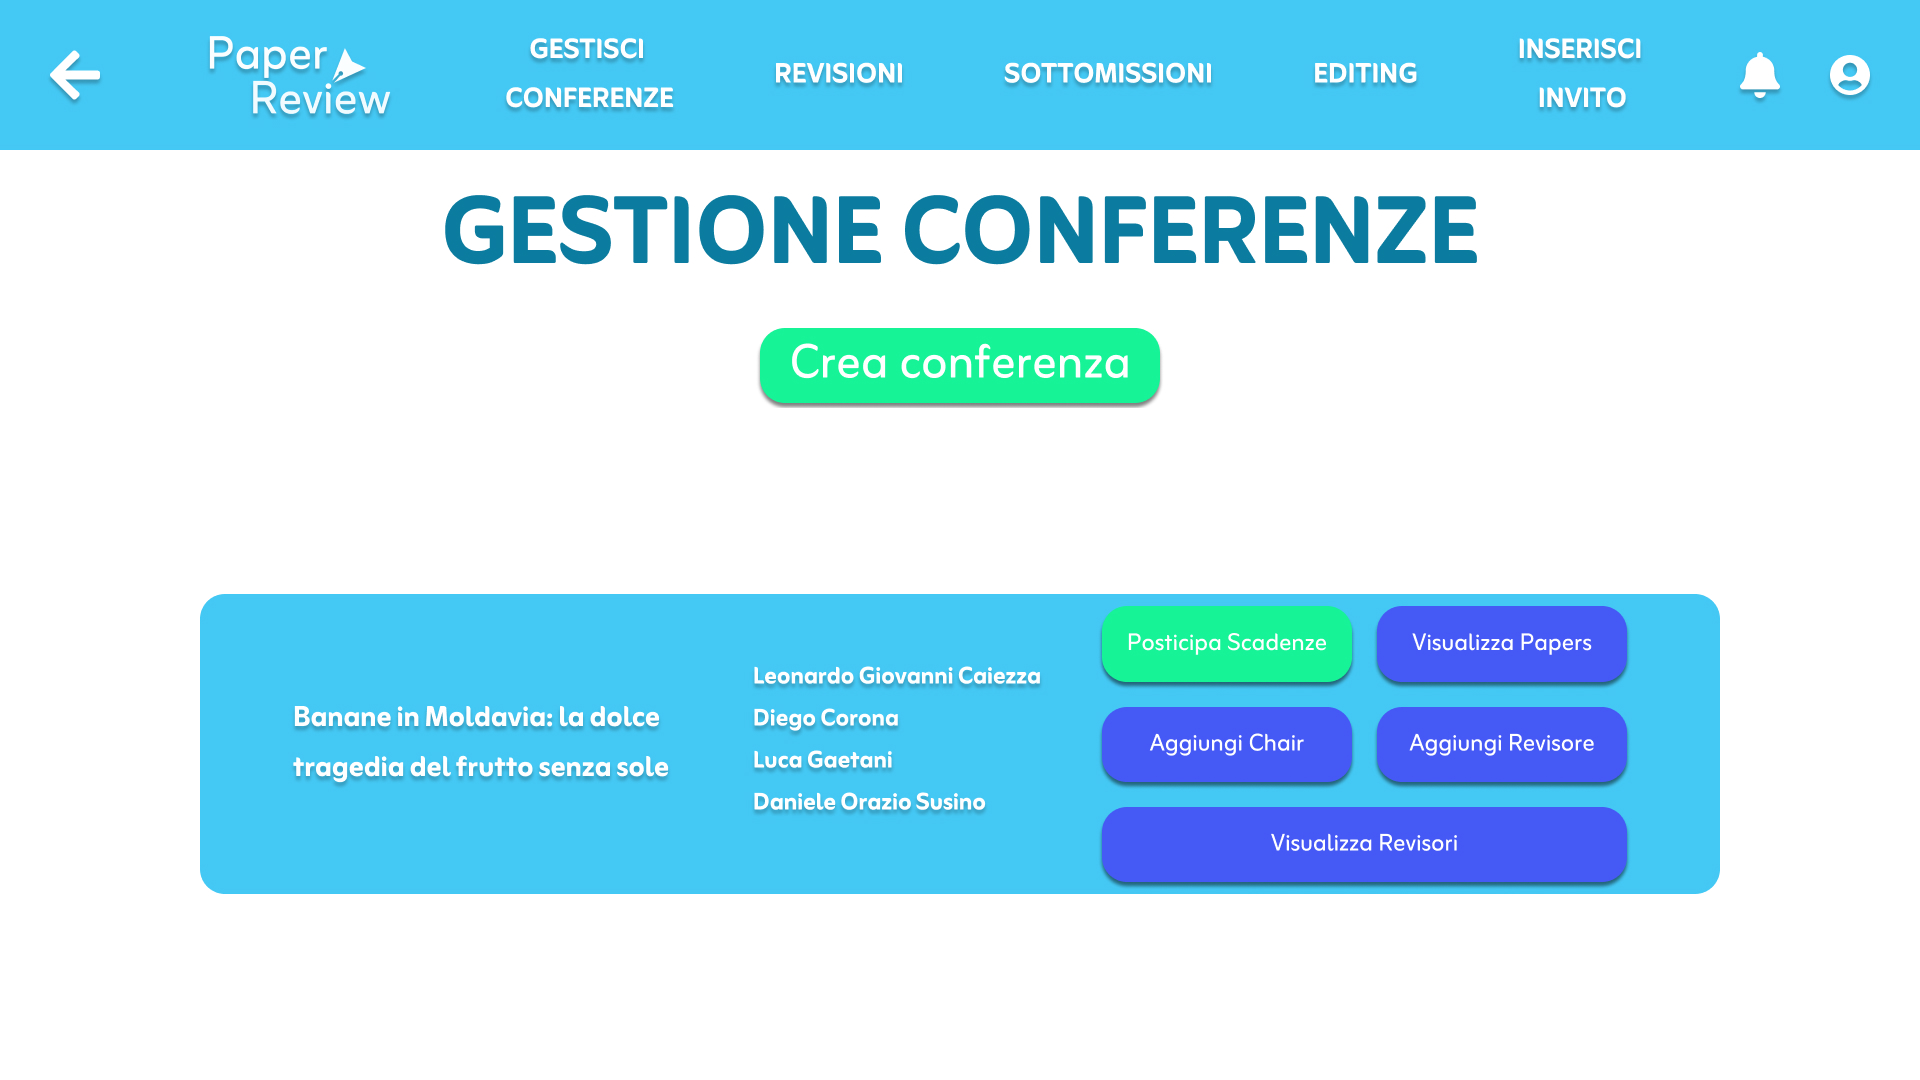 Paper
Review
GESTISCI
CONFERENZE
REVISIONI
SOTTOMISSIONI
EDITING
INSERISCI
INVITO
GESTIONE CONFERENZE
Crea conferenza
Banane in Moldavia: la dolce
tragedia del frutto senza sole
Leonardo Giovanni Caiezza
Diego Corona
Luca Gaetani
Daniele Orazio Susino
Posticipa Scadenze
Visualizza Papers
Aggiungi Chair
Aggiungi Revisore
Visualizza Revisori